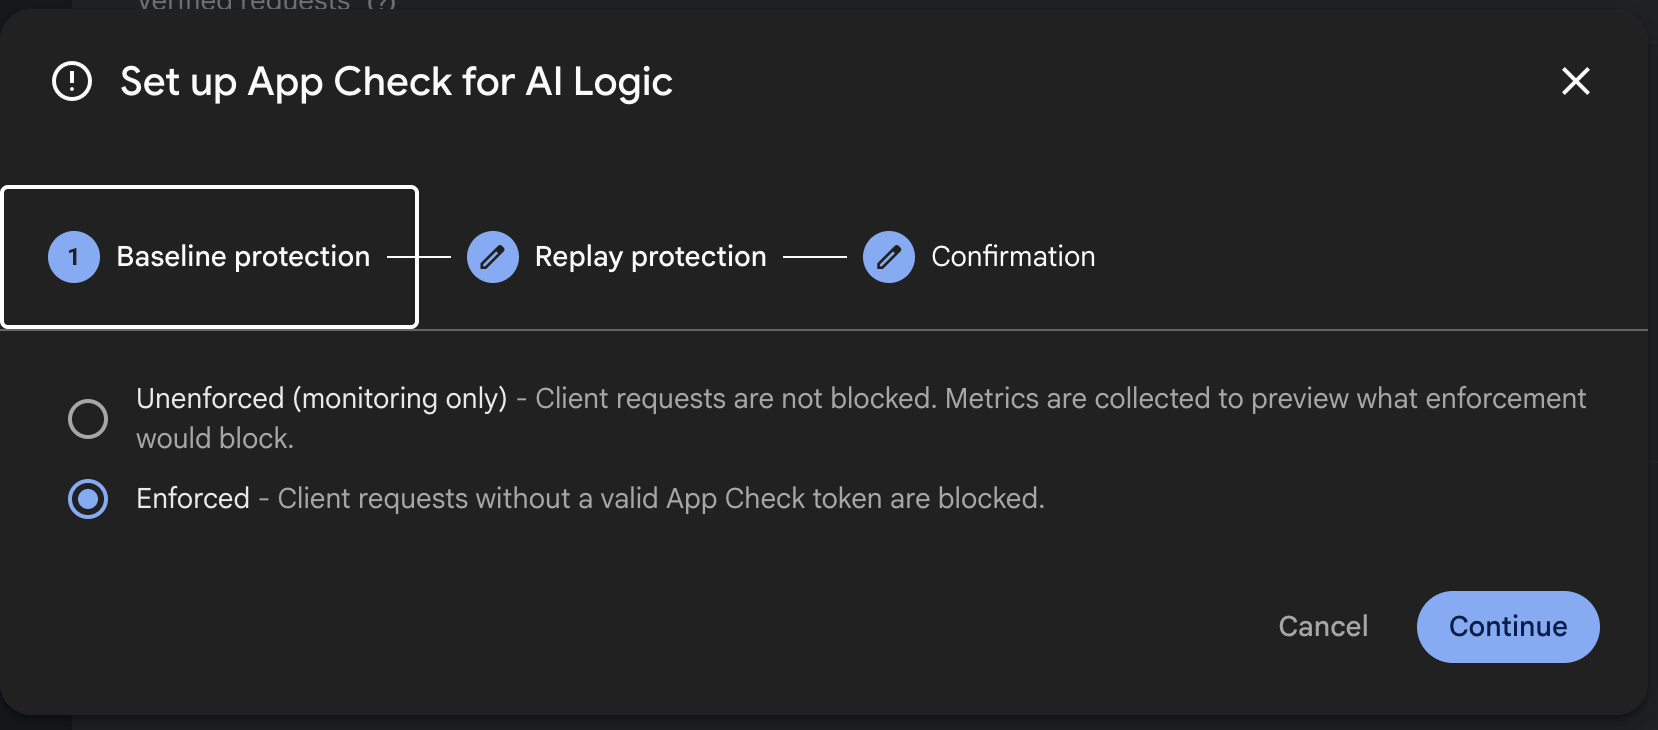 Verified requests
Set up App Check for AI Logic
1 Baseline protection Replay protection Confirmation
Unenforced (monitoring only) - Client requests are not blocked. Metrics are collected to preview what enforcement
would block.
Enforced - Client requests without a valid App Check token are blocked.
Cancel Continue